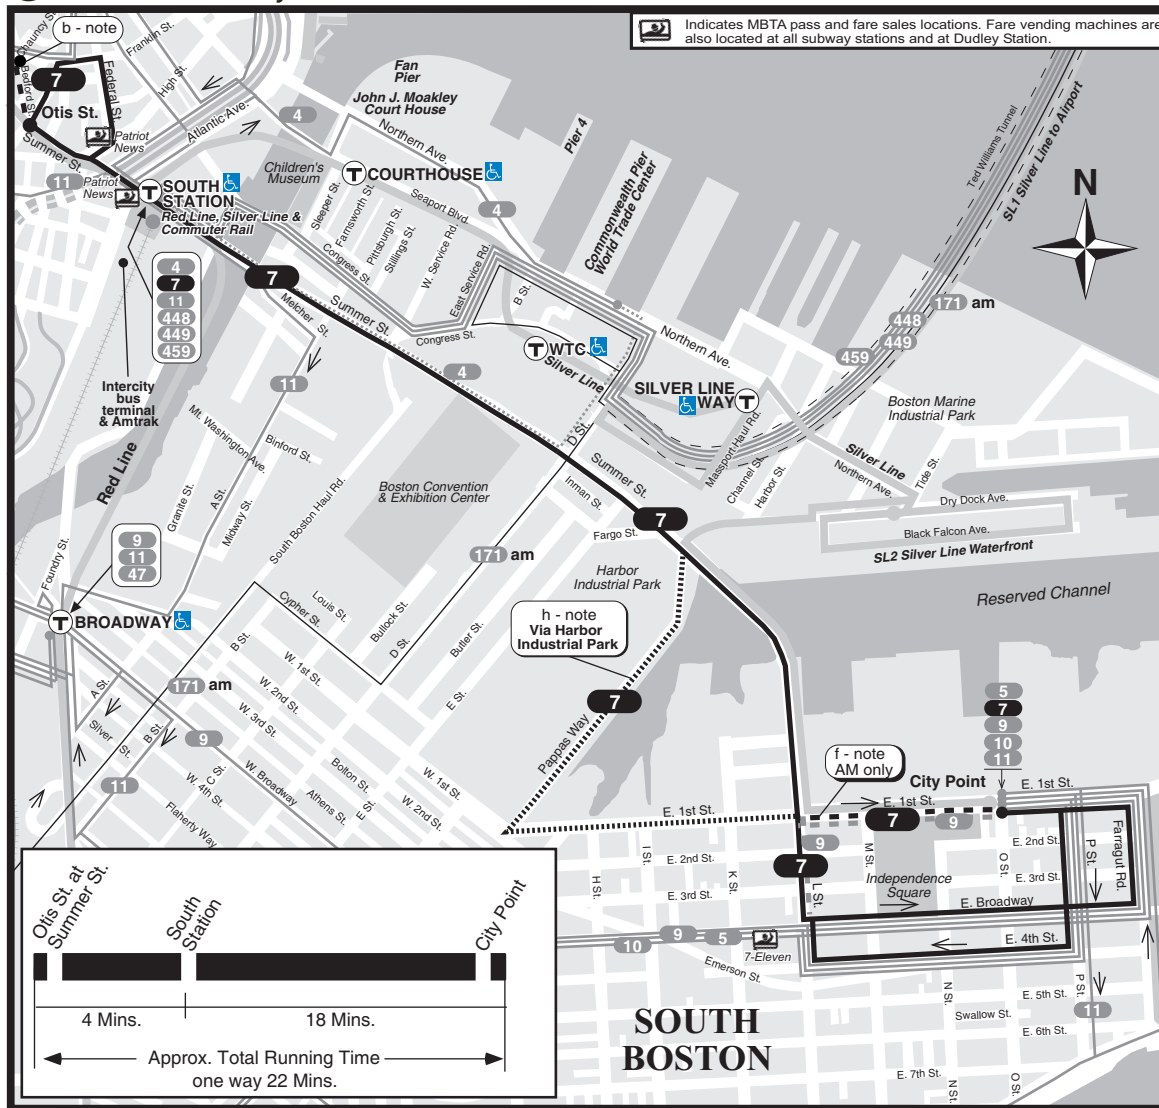 Indicates MBTA pass and fare sales locations. Fare vending machines are
also located at all subway stations and at Dudley Station.
b - note
Chauncy St.
Bedford St.
7
Otis St.
Federal St.
Franklin St.
High St.
Atlantic Ave.
Summer St.
Patriot
News
11
Patriot
News
T
SOUTH
STATION
Red Line, Silver Line &
Commuter Rail
4
7
11
448
449
459
Intercity
bus
terminal
& Amtrak
Red Line
Fan
Pier
John J. Moakley
Court House
4
Northern Ave.
Children's
Museum
T COURTHOUSE
Sleeper St.
Farnsworth St.
Pittsburgh St.
Stillings St.
W. Service Rd.
East Service Rd.
Seaport Blvd.
4
Congress St.
Pier 4
Commonwealth Pier
World Trade Center
Ted Williams Tunnel
SL1 Silver Line to Airport
N
7
Melcher St.
Summer St.
Congress St.
B St.
T WTC
Silver Line
Northern Ave.
171 am
448
449
459
4
11
SILVER LINE
WAY T
Boston Marine
Industrial Park
Mt. Washington Ave.
Binford St.
Granite St.
A St.
Midway St.
South Boston Haul Rd.
Boston Convention
& Exhibition Center
D St.
Summer St.
Inman St.
Fargo St.
7
Massport Haul Rd.
Channel St.
Harbor St.
Silver Line
Northern Ave.
Tide St.
Dry Dock Ave.
Black Falcon Ave.
SL2 Silver Line Waterfront
Reserved Channel
171 am
Harbor
Industrial Park
h - note
Via Harbor
Industrial Park
Foundry St.
9
11
47
T BROADWAY
Cypher St.
Louis St.
Bullock St.
D St.
Butler St.
E St.
B St.
W. 1st St.
W. 2nd St.
W. 3rd St.
171 am
A St.
Silver St.
B St.
9
11
W. 4th St.
C St.
W. Broadway
Flaherty Way
Bolton St.
Athens St.
E St.
W. 1st St.
W. 2nd St.
7
Pappas Way
f - note
AM only
5
7
9
10
11
City Point
E. 1st St.
E. 1st St.
E. 1st St.
7
9
9
7
I St.
E. 2nd St.
K St.
H St.
E. 3rd St.
L St.
M St.
Independence
Square
O St.
E. 2nd St.
E. 3rd St.
E. Broadway
P St.
Farragut Rd.
E. 4th St.
10
9
5
7-Eleven
Emerson St.
N St.
E. 5th St.
Swallow St.
E. 6th St.
P St.
11
E. 7th St.
N St.
O St.
SOUTH
BOSTON
Otis St. at
Summer St.
South
Station
City Point
4 Mins.
18 Mins.
Approx. Total Running Time
one way 22 Mins.